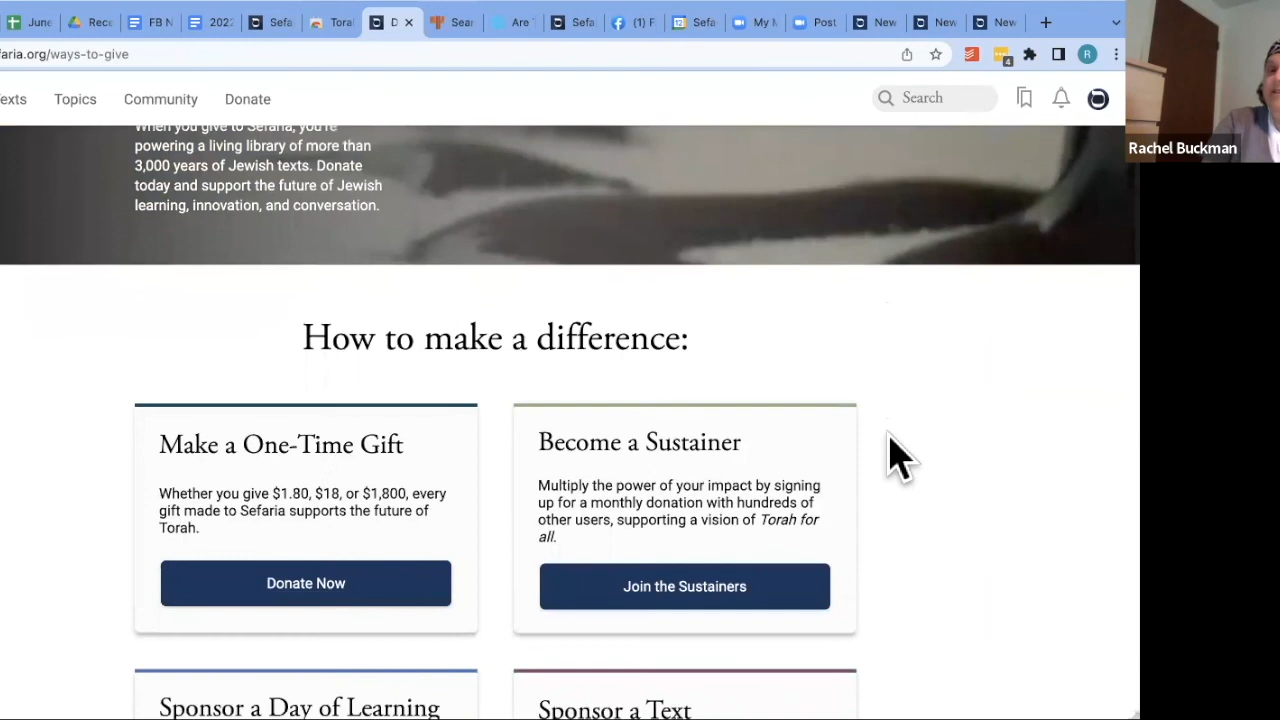 June
Rece
FB N
2022
Sefa
Tora
D
Sear
Are
Sefa
(1) F
Sefa
My M
Post
New
New
New
faria.org/ways-to-give
4
R
exts
Topics
Community
Donate
Search
When you give to Sefaria, you're
powering a living library of more than
3,000 years of Jewish texts. Donate
today and support the future of Jewish
learning, innovation, and conversation.
Rachel Buckman
How to make a difference:
Make a One-Time Gift
Whether you give $1.80, $18, or $1,800, every
gift made to Sefaria supports the future of
Torah.
Donate Now
Become a Sustainer
Multiply the power of your impact by signing
up for a monthly donation with hundreds of
other users, supporting a vision of Torah for
all.
Join the Sustainers
Sponsor a Day of Learning
Sponsor a Text